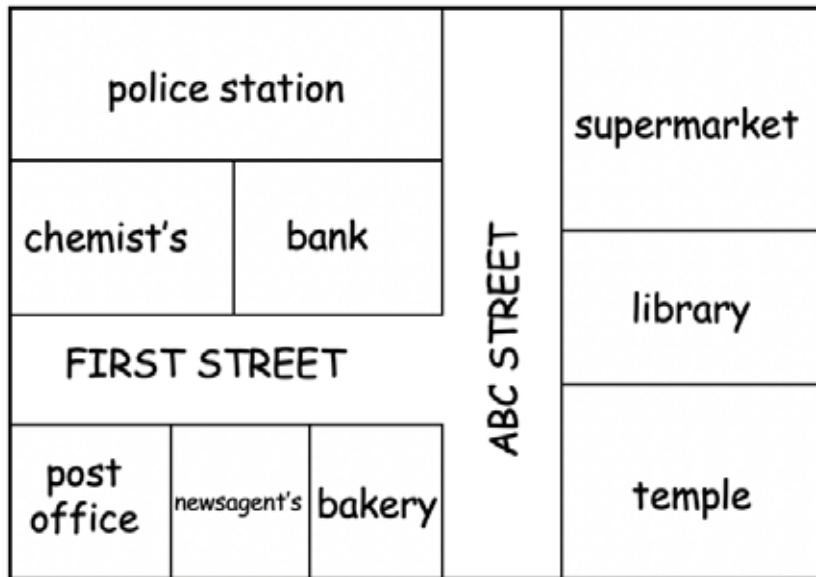 police station
supermarket
chemist's
bank
library
FIRST STREET
ABC STREET
post
office
newsagent's
bakery
temple